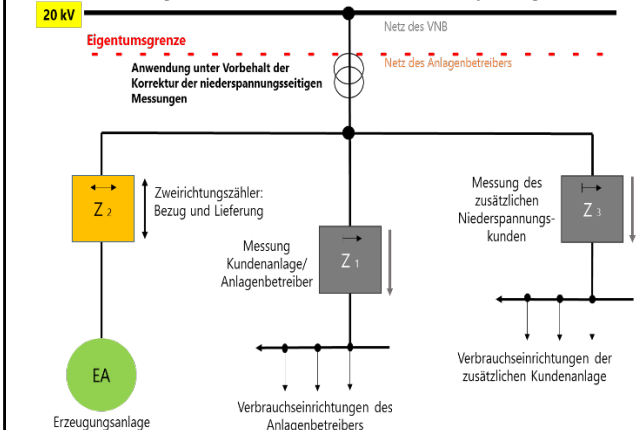 20 kV
Netz des VNB
Eigentumsgrenze
Netz des Anlagenbetreibers
Anwendung unter Vorbehalt der
Korrektur der niederspannungsseitigen
Messungen
Z 2
Zweirichtungszähler:
Bezug und Lieferung
Messung
Kundenanlage/
Anlagenbetreiber
Z 1
Messung des
zusätzlichen
Niederspannungs-
kunden
Z 3
EA
Erzeugungsanlage
Verbrauchseinrichtungen des
Anlagenbetreibers
Verbrauchseinrichtungen der
zusätzlichen Kundenanlage